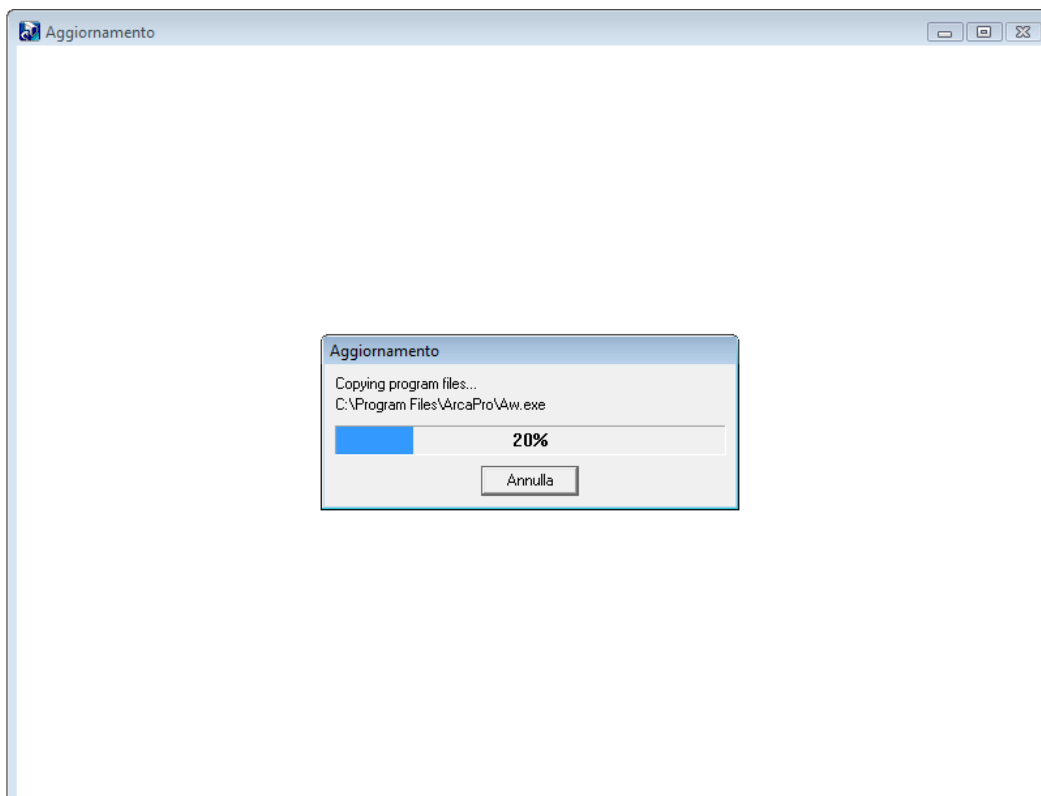 Aggiornamento
Aggiornamento
Copying program files...
C:\Program Files\ArcaPro\Aw.exe
20%
Annulla